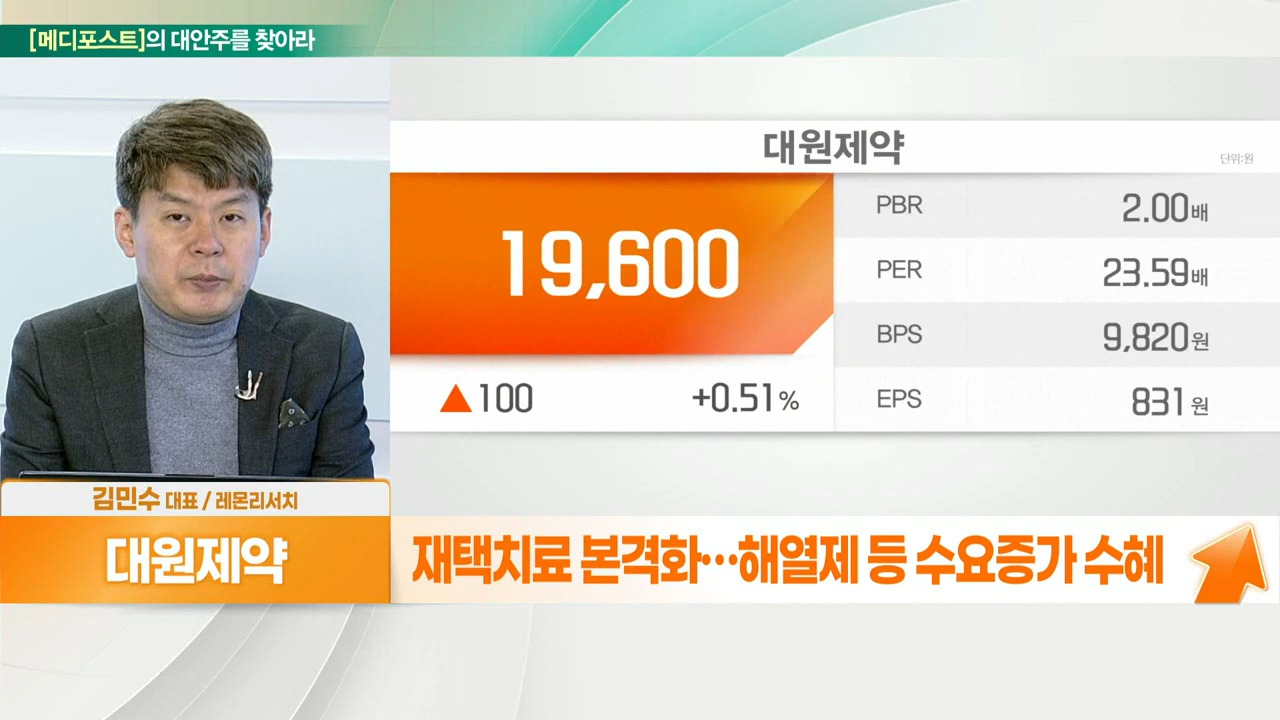 [메디포스트]의 대안주를 찾아라
대원제약
단위:원
19,600
▲100 +0.51%
PBR 2.00배
PER 23.59배
BPS 9,820원
EPS 831원
김민수 대표 / 레몬리서치
대원제약
재택치료 본격화…해열제 등 수요증가 수혜